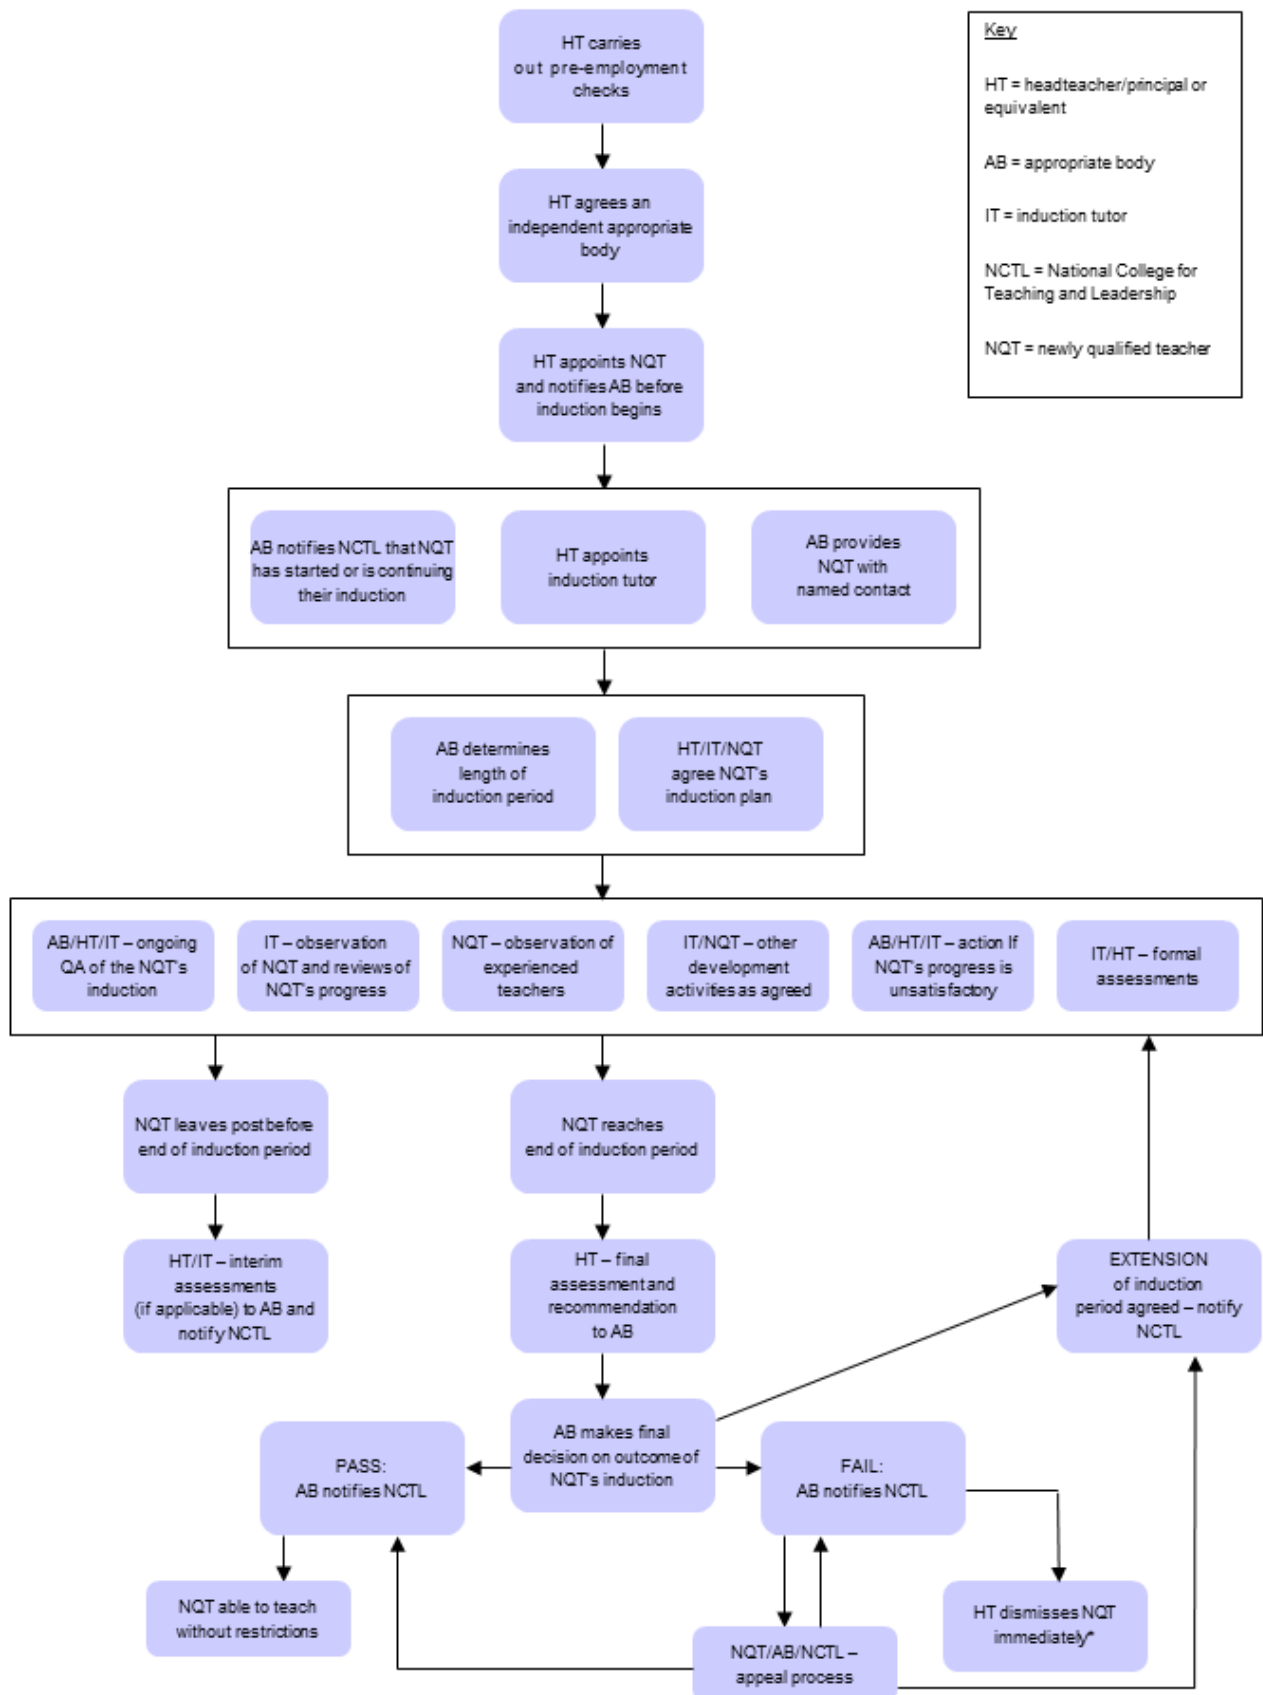 HT carries
out pre-employment
checks
Key
HT = headteacher/principal or
equivalent
AB = appropriate body
IT = induction tutor
NCTL = National College for
Teaching and Leadership
NQT = newly qualified teacher
HT agrees an
independent appropriate
body
HT appoints NQT
and notifies AB before
induction begins
AB notifies NCTL that NQT
has started or is continuing
their induction
HT appoints
induction tutor
AB provides
NQT with
named contact
AB determines
length of
induction period
HT/IT/NQT
agree NQT's
induction plan
AB/HT/IT – ongoing
QA of the NQT's
induction
IT – observation
of NQT and reviews of
NQT's progress
NQT – observation of
experienced
teachers
IT/NQT – other
development
activities as agreed
AB/HT/IT – action If
NQT's progress is
unsatisfactory
IT/HT – formal
assessments
NQT leaves post before
end of induction period
NQT reaches
end of induction period
HT/IT – interim
assessments
(if applicable) to AB and
notify NCTL
HT – final
assessment and
recommendation
to AB
EXTENSION
of induction
period agreed – notify
NCTL
AB makes final
decision on outcome of
NQT's induction
PASS:
AB notifies NCTL
FAIL:
AB notifies NCTL
NQT able to teach
without restrictions
NQT/AB/NCTL –
appeal process
HT dismisses NQT
immediately*